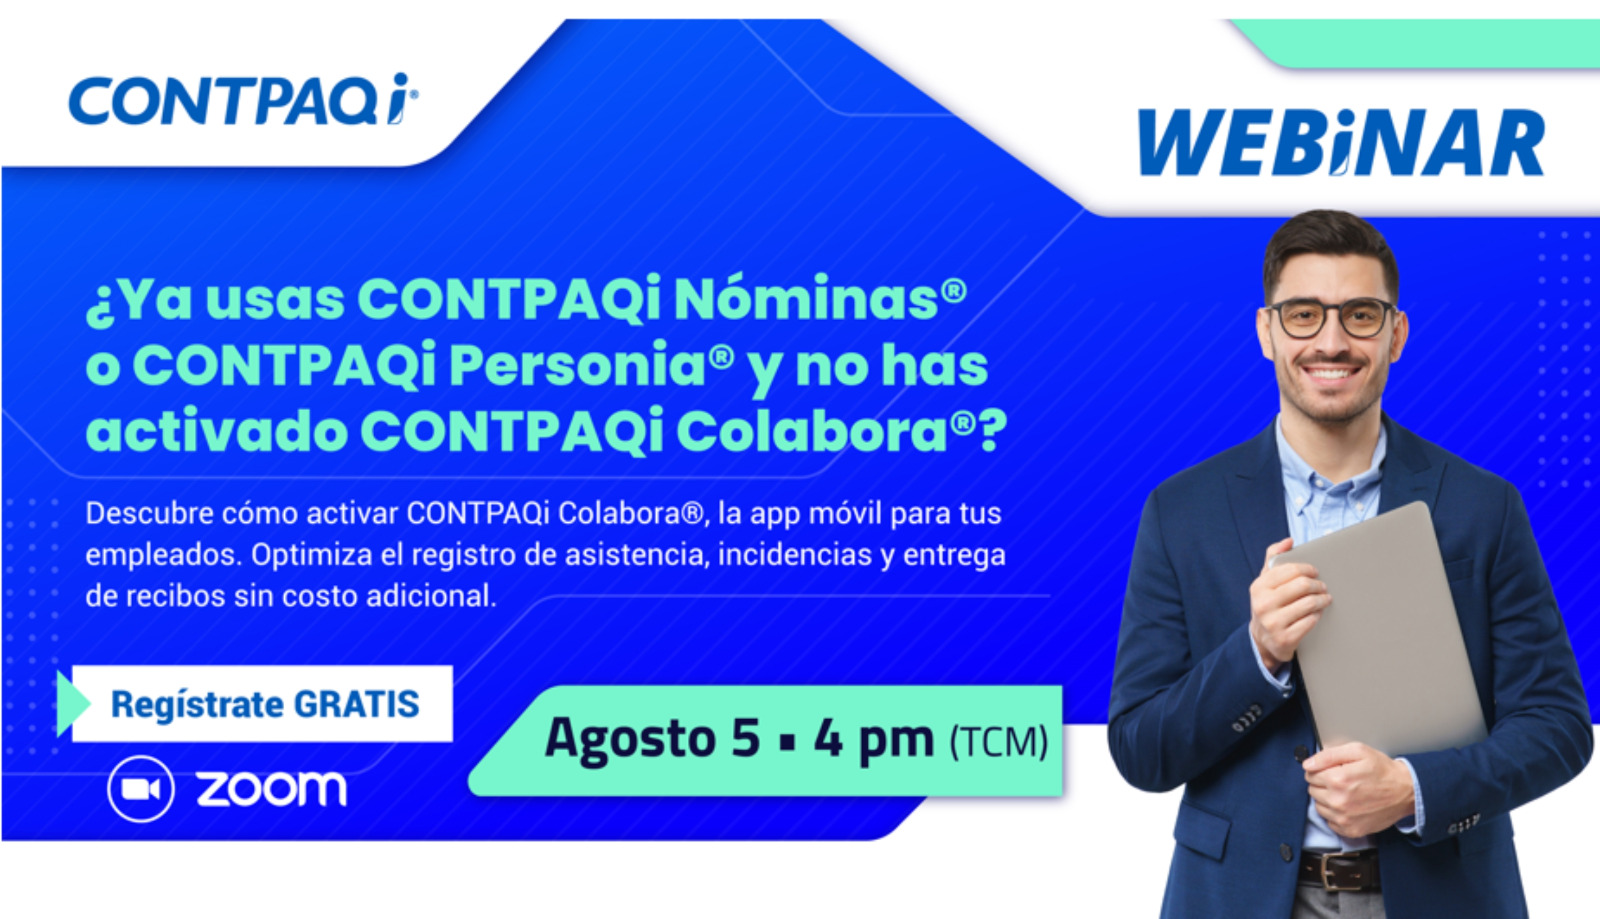 CONTPAQi®
WEBiNAR
¿Ya usas CONTPAQi Nóminas®
o CONTPAQi Personia® y no has
activado CONTPAQi Colabora®?
Descubre cómo activar CONTPAQi Colabora®, la app móvil para tus
empleados. Optimiza el registro de asistencia, incidencias y entrega
de recibos sin costo adicional.
Regístrate GRATIS
Agosto 5 ▪ 4 pm (TCM)
zoom